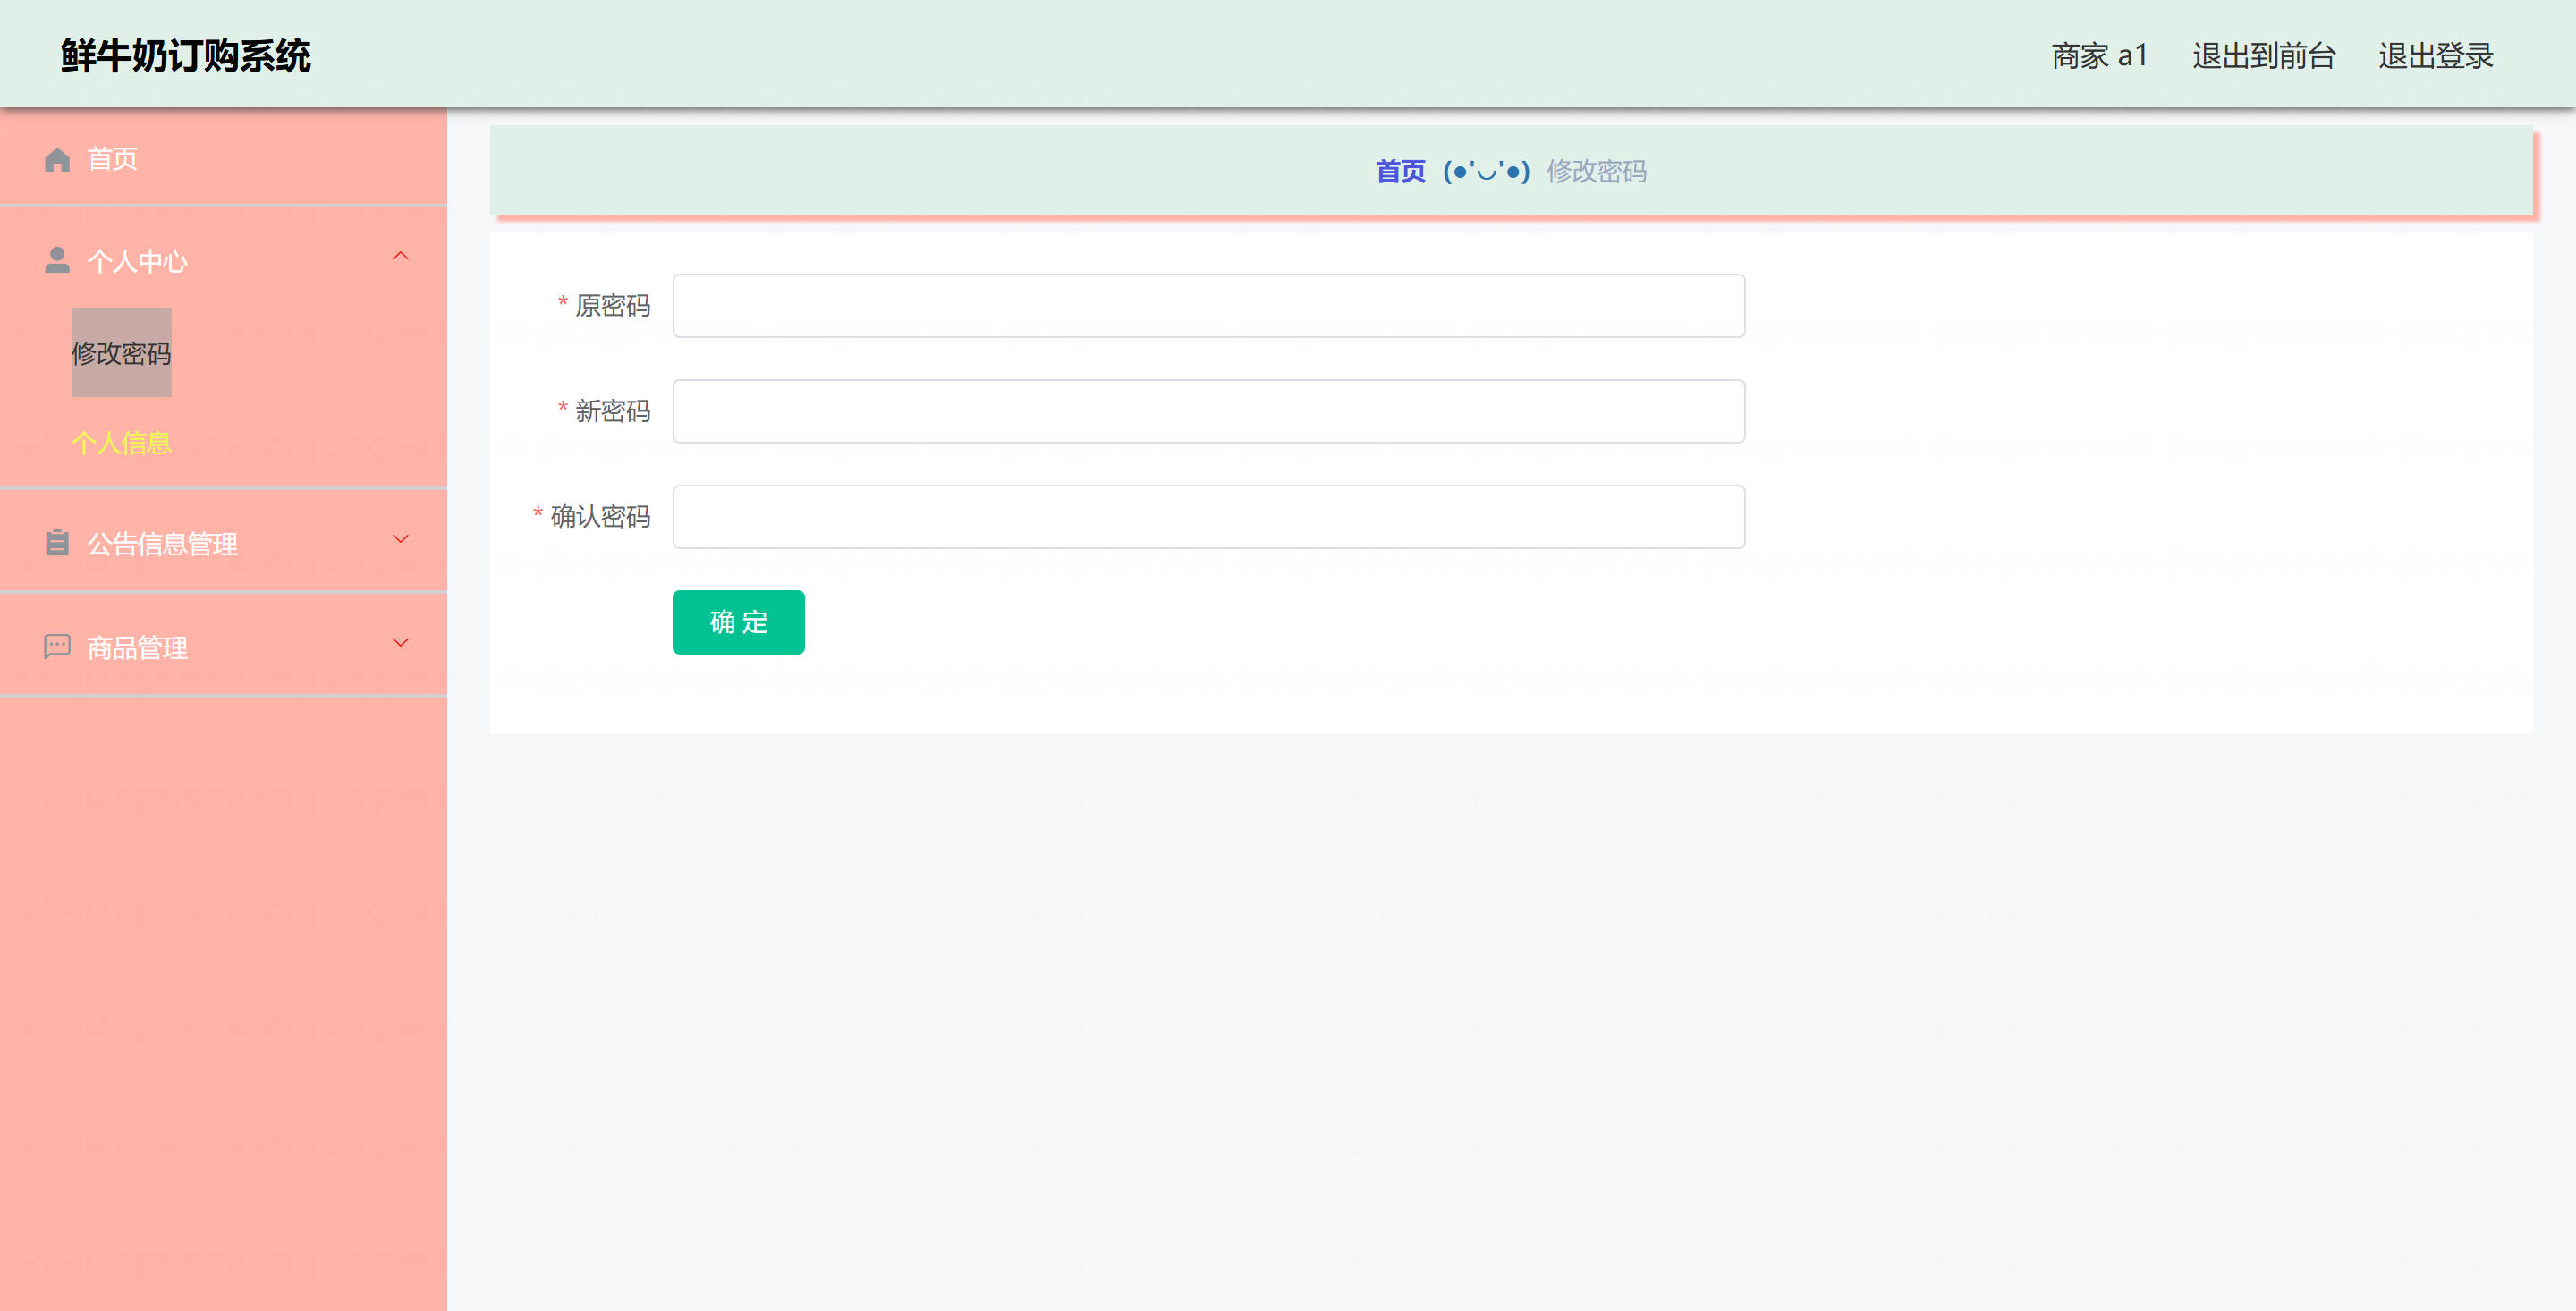 鲜牛奶订购系统
商家 a1 退出到前台 退出登录
首页
首页 (●'◡'●) 修改密码
个人中心
修改密码
个人信息
公告信息管理
商品管理
* 原密码
* 新密码
* 确认密码
确 定